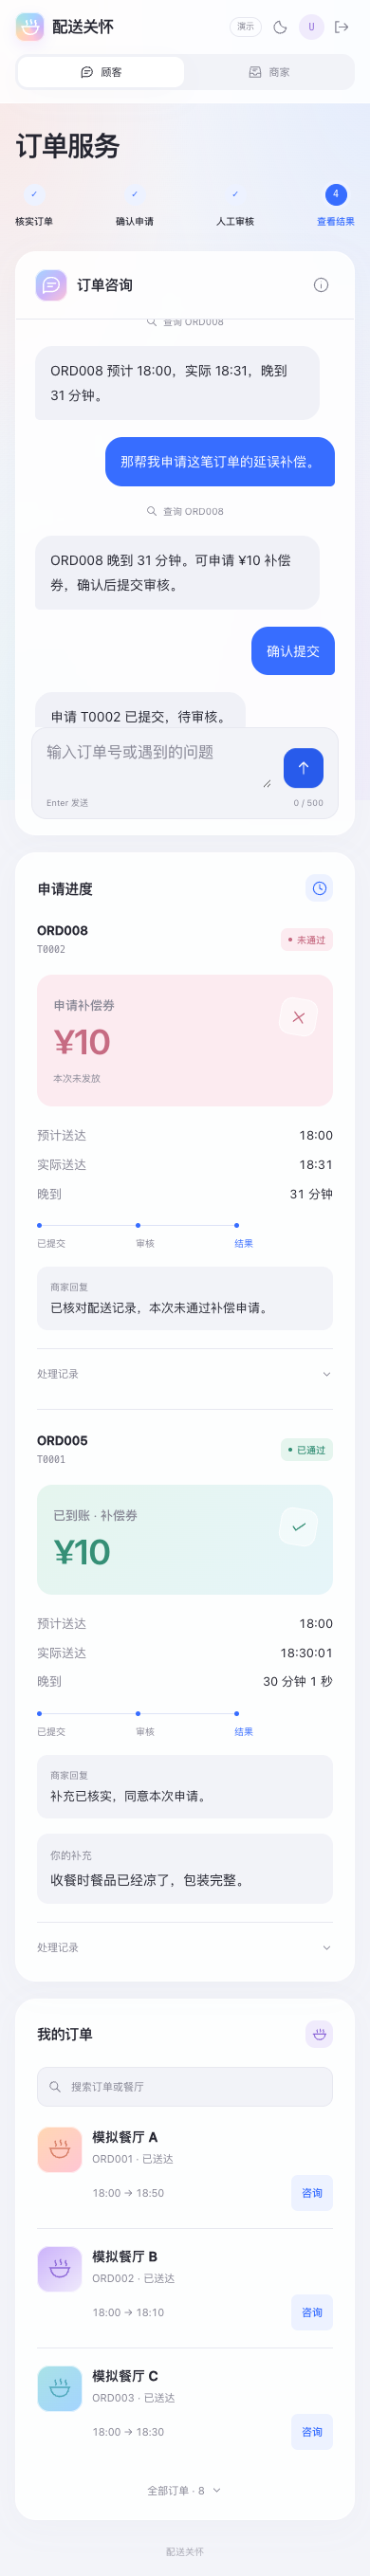 配送关怀
演示
U
顾客
商家
订单服务
✓
✓
✓
4
核实订单
确认申请
人工审核
查看结果
订单咨询
查询 ORD008
ORD008 预计 18:00，实际 18:31，晚到
31 分钟。
那帮我申请这笔订单的延误补偿。
查询 ORD008
ORD008 晚到 31 分钟。可申请 ¥10 补偿
券，确认后提交审核。
确认提交
申请 T0002 已提交，待审核。
输入订单号或遇到的问题
Enter 发送
0 / 500
申请进度
ORD008
T0002
未通过
申请补偿券
¥10
本次未发放
预计送达
18:00
实际送达
18:31
晚到
31 分钟
已提交
审核
结果
商家回复
已核对配送记录，本次未通过补偿申请。
处理记录
ORD005
T0001
已通过
已到账 · 补偿券
¥10
预计送达
18:00
实际送达
18:30:01
晚到
30 分钟 1 秒
已提交
审核
结果
商家回复
补充已核实，同意本次申请。
你的补充
收餐时餐品已经凉了，包装完整。
处理记录
我的订单
搜索订单或餐厅
模拟餐厅 A
ORD001 · 已送达
18:00 → 18:50
咨询
模拟餐厅 B
ORD002 · 已送达
18:00 → 18:10
咨询
模拟餐厅 C
ORD003 · 已送达
18:00 → 18:30
咨询
全部订单 · 8
配送关怀